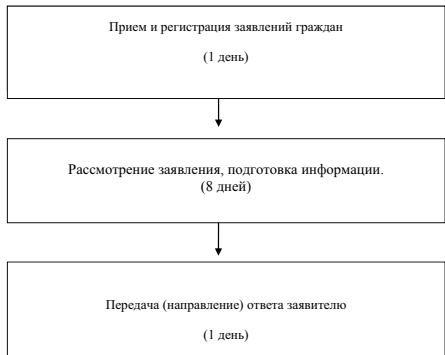 Прием и регистрация заявлений граждан
(1 день)
Рассмотрение заявления, подготовка информации.
(8 дней)
Передача (направление) ответа заявителю
(1 день)